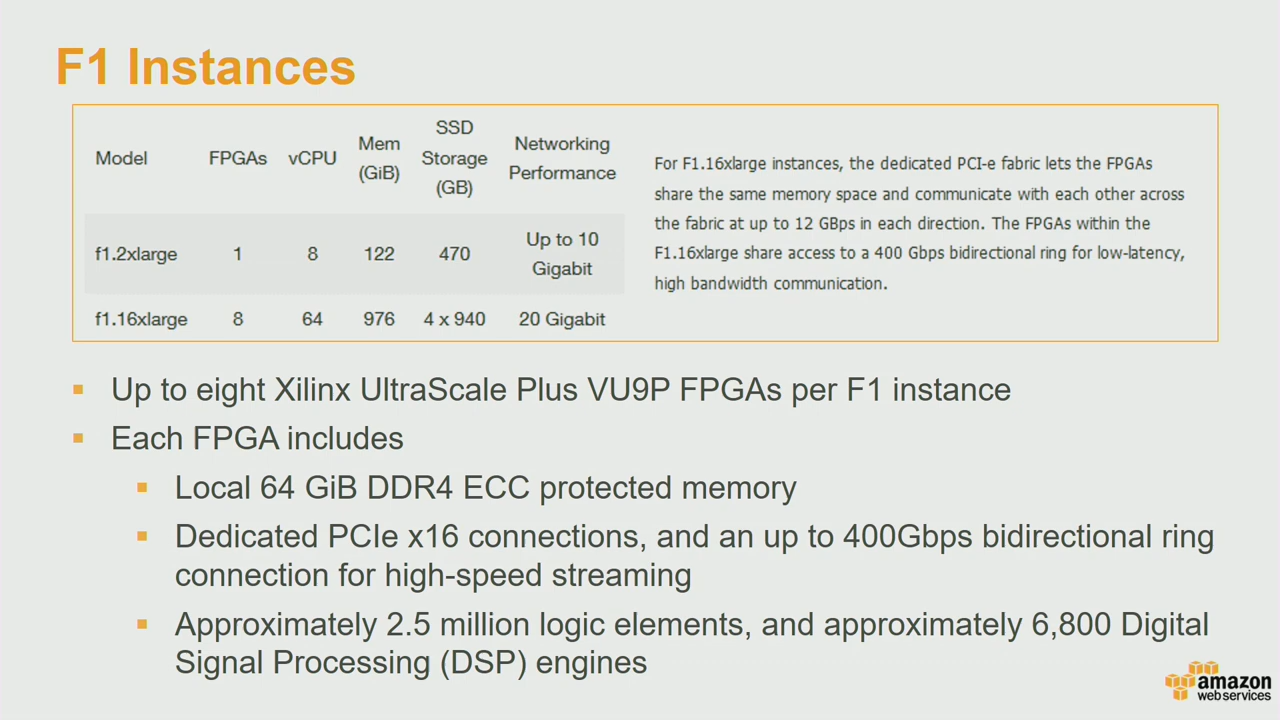 F1 Instances
Model FPGAs vCPU Mem (GiB) SSD Storage (GB) Networking Performance
f1.2xlarge 1 8 122 470 Up to 10 Gigabit
f1.16xlarge 8 64 976 4 x 940 20 Gigabit
For F1.16xlarge instances, the dedicated PCI-e fabric lets the FPGAs
share the same memory space and communicate with each other across
the fabric at up to 12 GBps in each direction. The FPGAs within the
F1.16xlarge share access to a 400 Gbps bidirectional ring for low-latency,
high bandwidth communication.
Up to eight Xilinx UltraScale Plus VU9P FPGAs per F1 instance
Each FPGA includes
Local 64 GiB DDR4 ECC protected memory
Dedicated PCIe x16 connections, and an up to 400Gbps bidirectional ring
connection for high-speed streaming
Approximately 2.5 million logic elements, and approximately 6,800 Digital
Signal Processing (DSP) engines
amazon
web services